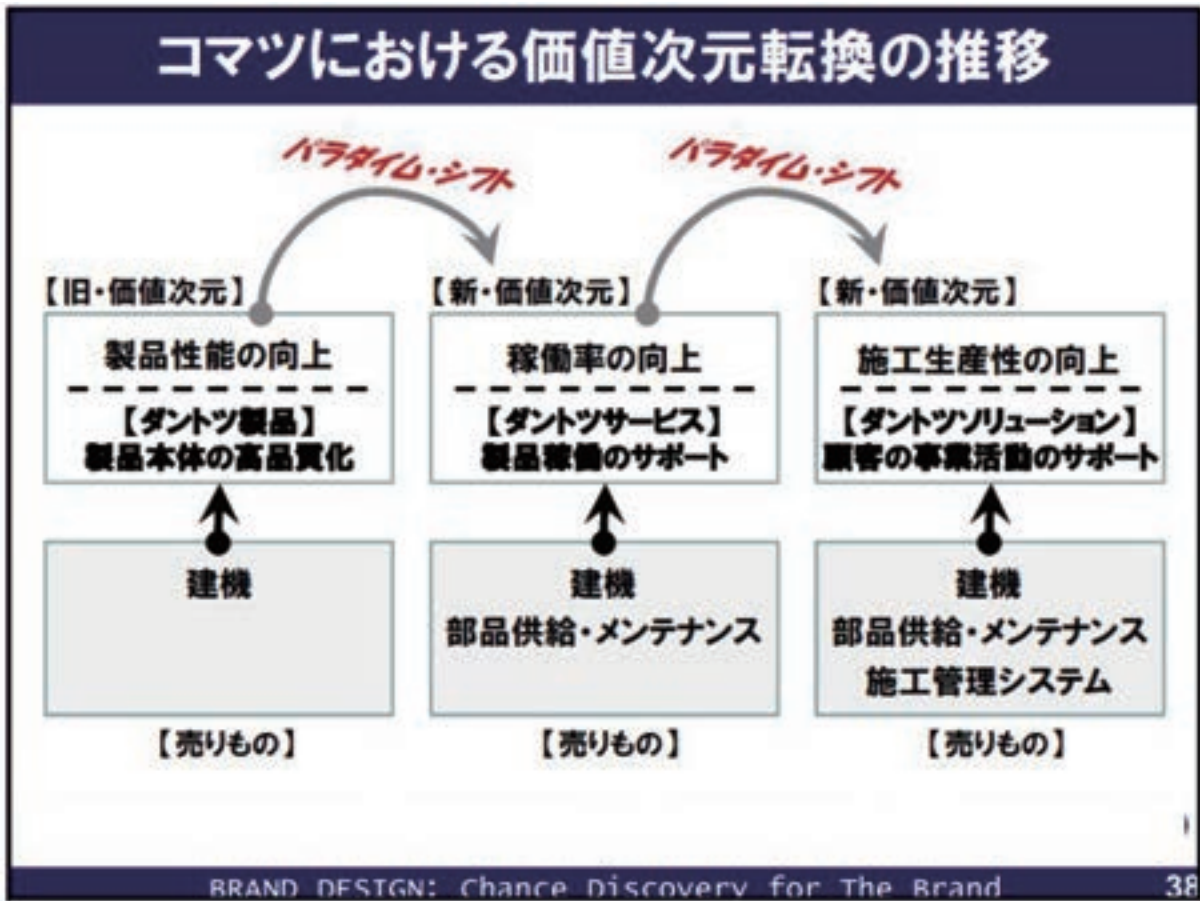 コマツにおける価値次元転換の推移
パラダイム・シフト
パラダイム・シフト
【旧・価値次元】
【新・価値次元】
【新・価値次元】
製品性能の向上
【ダントツ製品】
製品本体の高品質化
稼働率の向上
【ダントツサービス】
製品稼働のサポート
施工生産性の向上
【ダントツソリューション】
顧客の事業活動のサポート
建機
建機
部品供給・メンテナンス
建機
部品供給・メンテナンス
施工管理システム
【売りもの】
【売りもの】
【売りもの】
BRAND DESIGN: Chance Discovery for The Brand
38